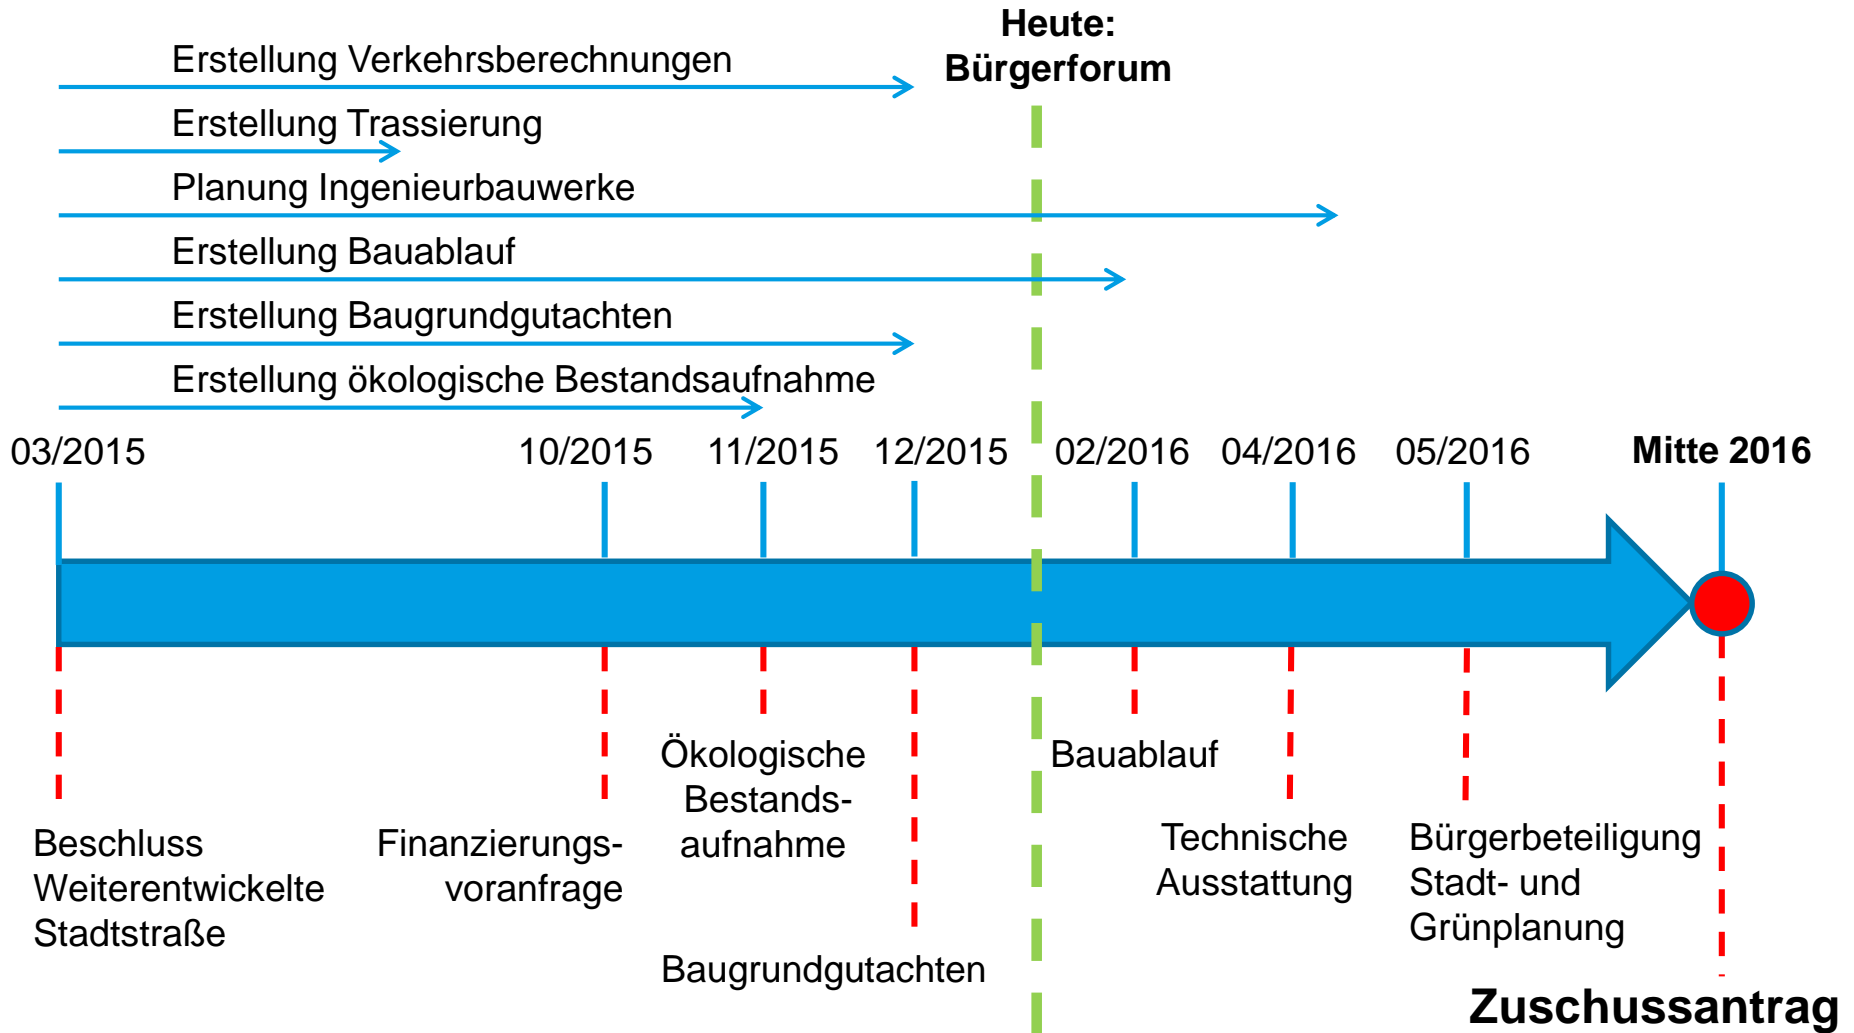 Heute:
Bürgerforum
Erstellung Verkehrsberechnungen
Erstellung Trassierung
Planung Ingenieurbauwerke
Erstellung Bauablauf
Erstellung Baugrundgutachten
Erstellung ökologische Bestandsaufnahme
03/2015 10/2015 11/2015 12/2015 02/2016 04/2016 05/2016 Mitte 2016
Beschluss
Weiterentwickelte
Stadtstraße
Finanzierungs-
voranfrage
Ökologische
Bestands-
aufnahme
Baugrundgutachten
Bauablauf
Technische
Ausstattung
Bürgerbeteiligung
Stadt- und
Grünplanung
Zuschussantrag